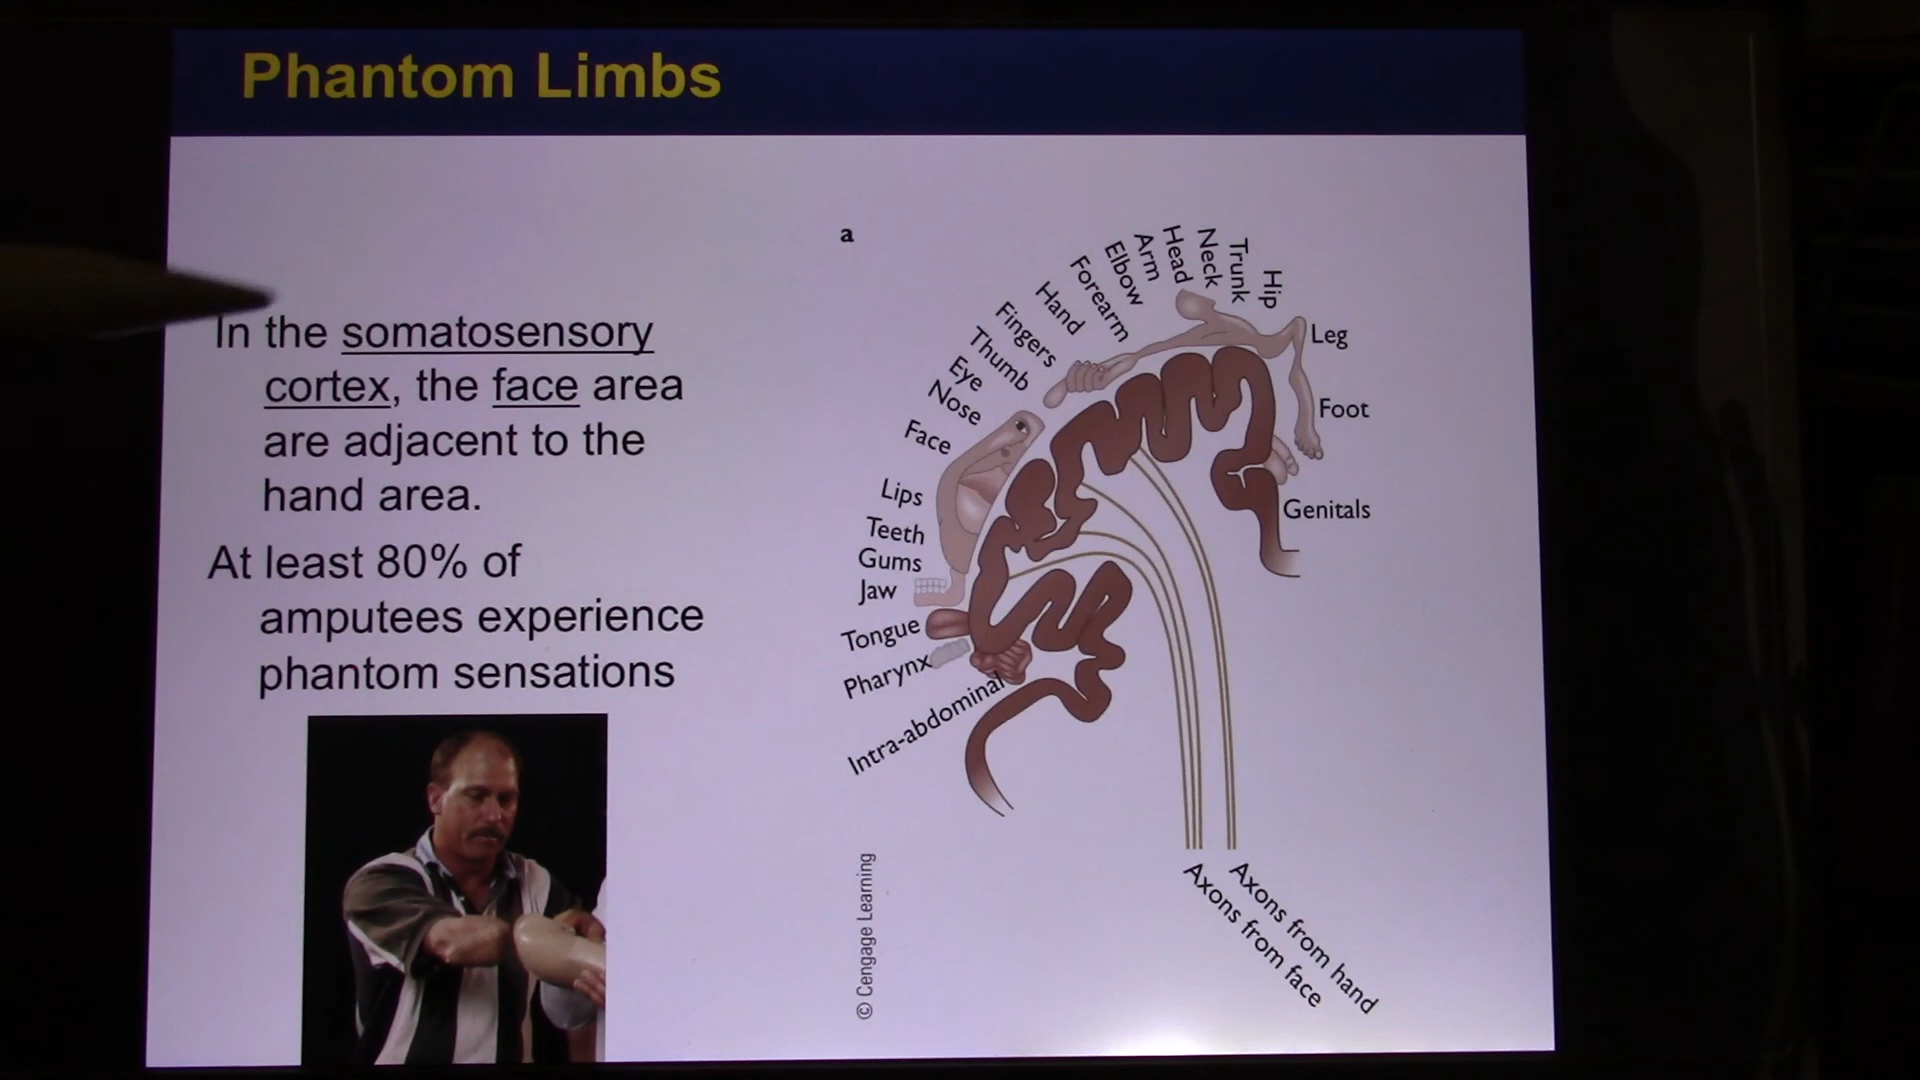 Phantom Limbs
In the somatosensory
cortex, the face area
are adjacent to the
hand area.
At least 80% of
amputees experience
phantom sensations
a
Intra-abdominal
Pharynx
Tongue
Jaw
Gums
Teeth
Lips
Face
Nose
Eye
Thumb
Fingers
Hand
Forearm
Elbow
Arm
Head
Neck
Trunk
Hip
Leg
Foot
Genitals
Axons from hand
Axons from face
© Cengage Learning